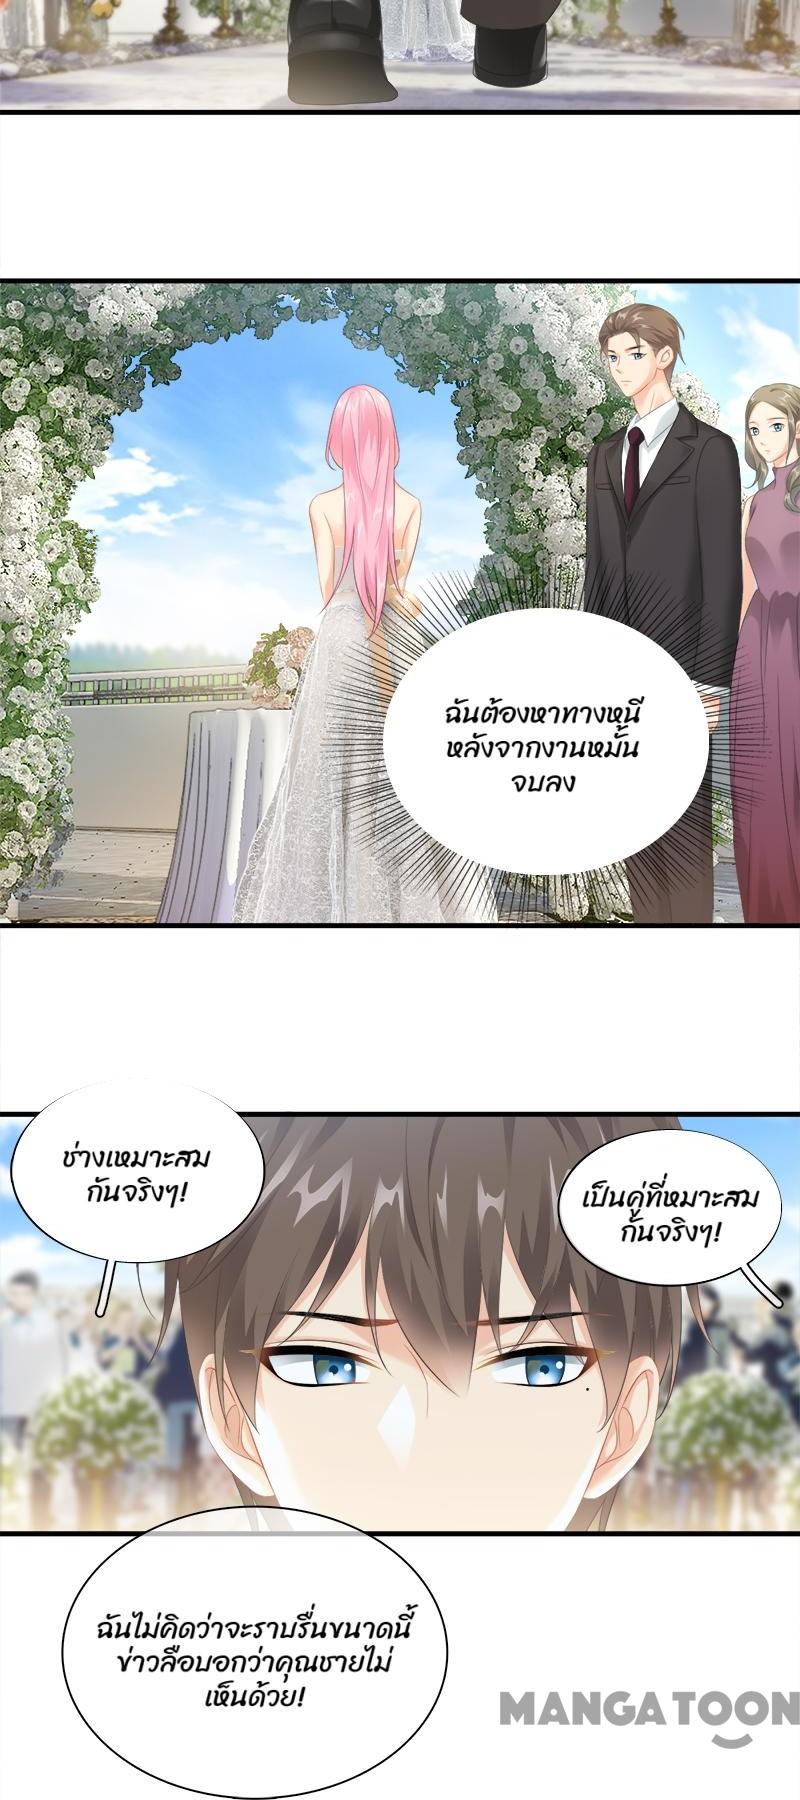 ฉันต้องหาทางหนี
หลังจากงานหมั้น
จบลง
ช่างเหมาะสม
กันจริงๆ!
เป็นคู่ที่เหมาะสม
กันจริงๆ!
ฉันไม่คิดว่าจะราบรื่นขนาดนี้
ข่าวลือบอกว่าคุณชายไม่
เห็นด้วย!
MANGATOON